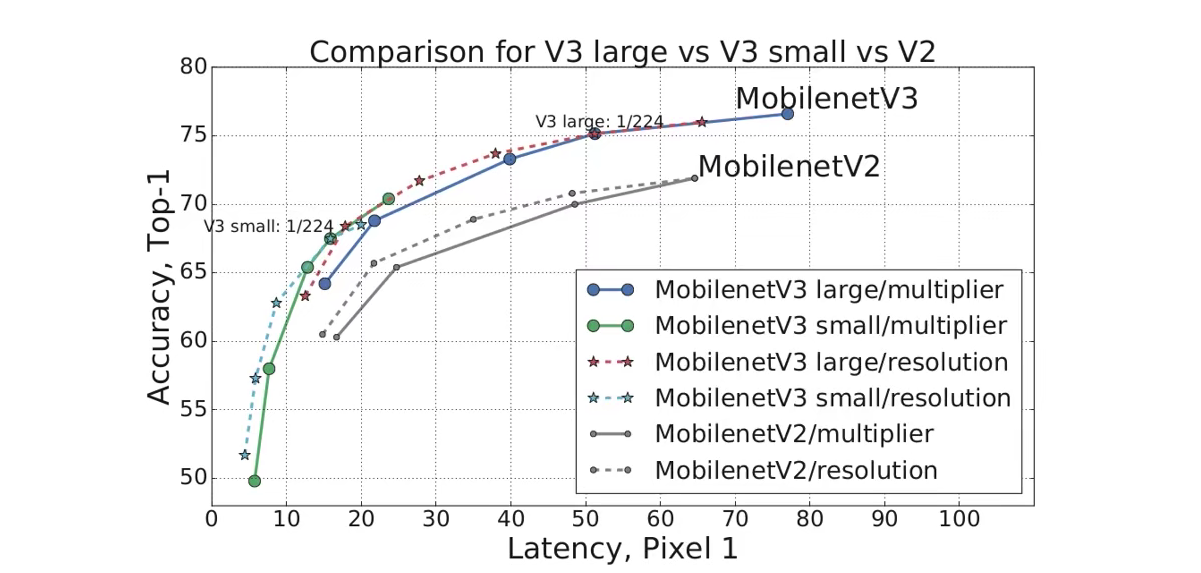 Comparison for V3 large vs V3 small vs V2
80
75
70
65
60
55
50
Accuracy, Top-1
MobilenetV3
V3 large: 1/224
MobilenetV2
V3 small: 1/224
MobilenetV3 large/multiplier
MobilenetV3 small/multiplier
MobilenetV3 large/resolution
MobilenetV3 small/resolution
MobilenetV2/multiplier
MobilenetV2/resolution
0 10 20 30 40 50 60 70 80 90 100
Latency, Pixel 1